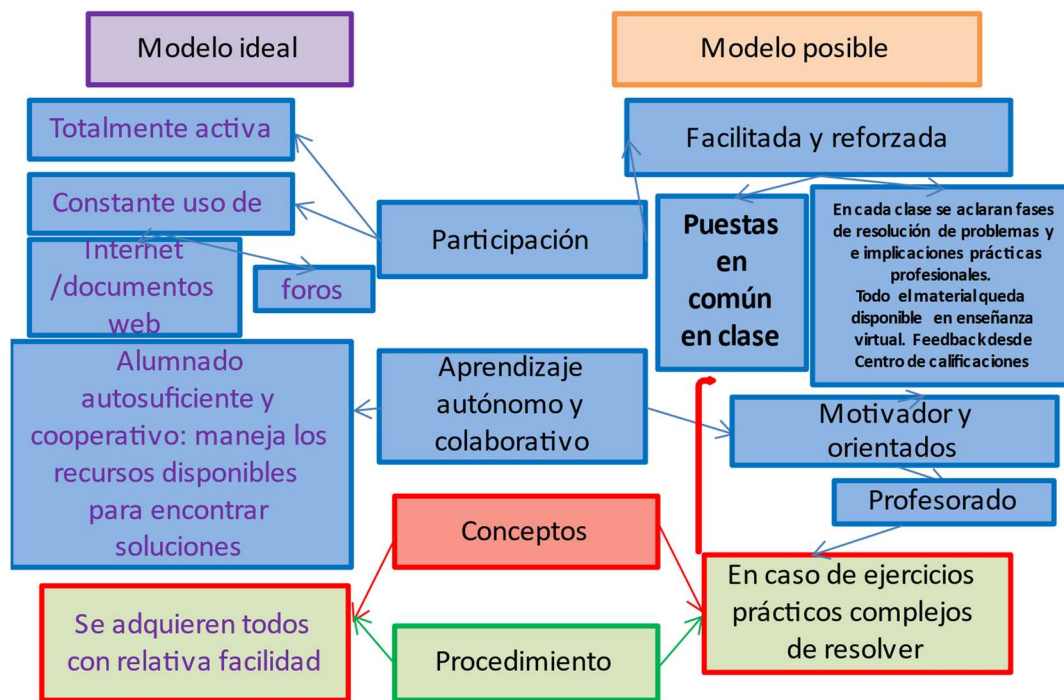 Modelo ideal
Modelo posible
Totalmente activa
Constante uso de
Internet
/documentos
web
foros
Participación
Facilitada y reforzada
Puestas
en
común
en clase
En cada clase se aclaran fases
de resolución de problemas y
e implicaciones prácticas
profesionales.
Todo el material queda
disponible en enseñanza
virtual. Feedback desde
Centro de calificaciones
Alumnado
autosuficiente y
cooperativo: maneja los
recursos disponibles
para encontrar
soluciones
Aprendizaje
autónomo y
colaborativo
Motivador y
orientados
Profesorado
Conceptos
Se adquieren todos
con relativa facilidad
Procedimiento
En caso de ejercicios
prácticos complejos
de resolver